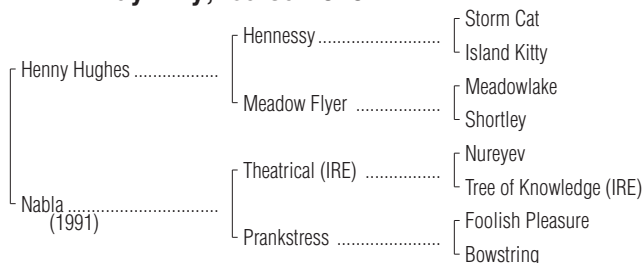 Storm Cat
Hennessy
Island Kitty
Henny Hughes
Meadowlake
Meadow Flyer
Shortley
Nureyev
Theatrical (IRE)
Tree of Knowledge (IRE)
Nabla
(1991)
Foolish Pleasure
Prankstress
Bowstring